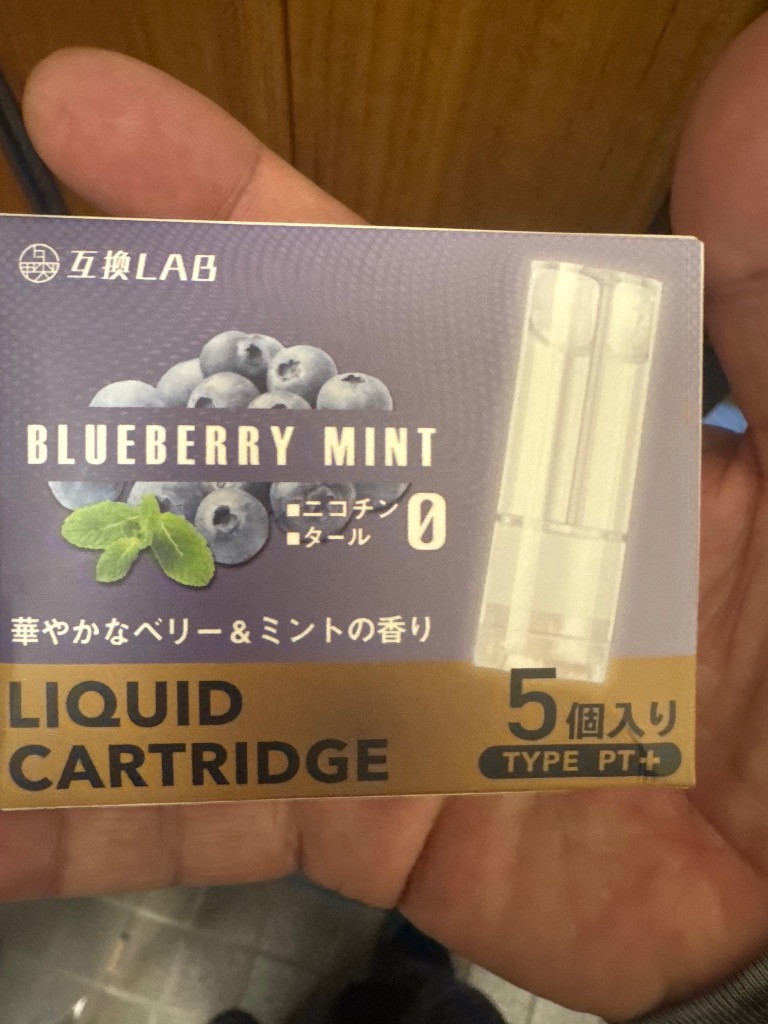 互換LAB
BLUEBERRY MINT
■ニコチン
■タール
0
華やかなベリー&ミントの香り
LIQUID
CARTRIDGE
5個入り
TYPE PT+